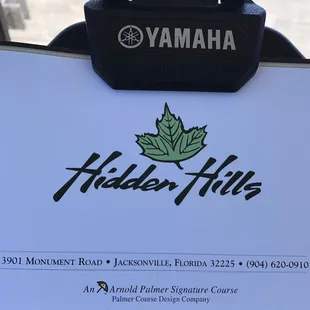 YAMAHA
Hidden Hills
3901 Monument Road • Jacksonville, Florida 32225 • (904) 620-0910
An Arnold Palmer Signature Course
Palmer Course Design Company